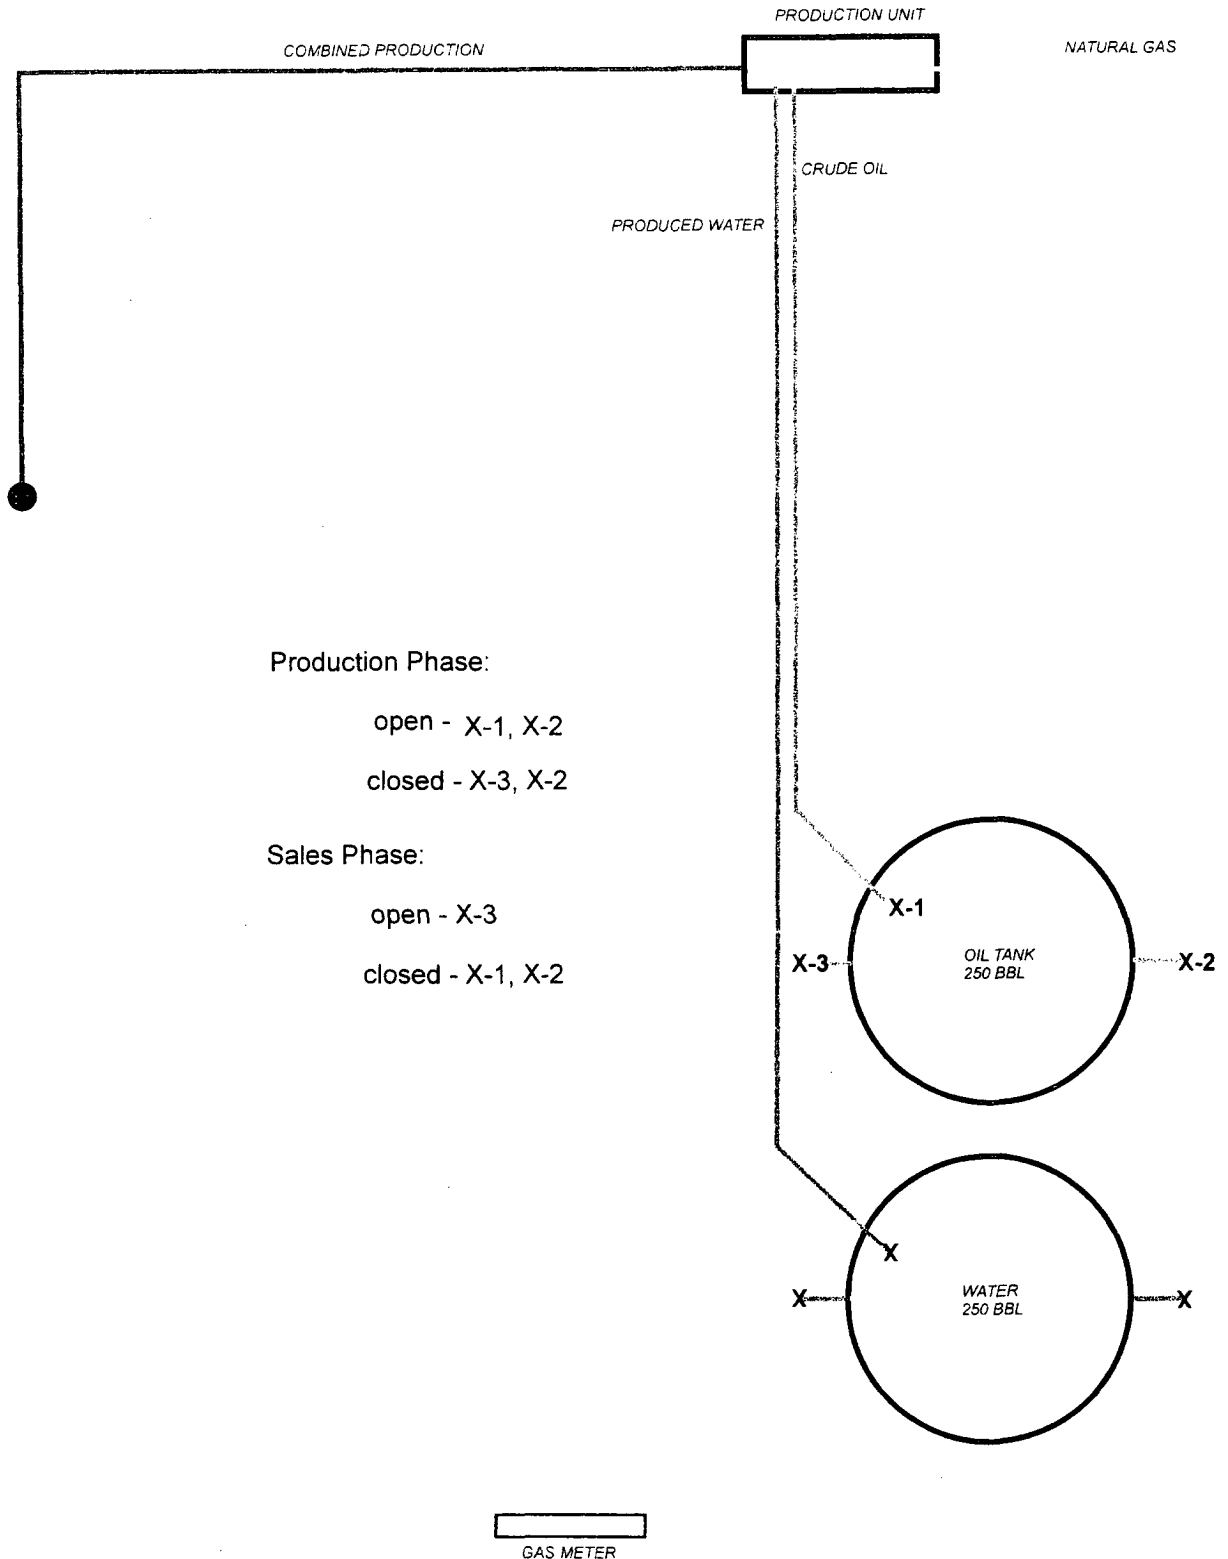 PRODUCTION UNIT
COMBINED PRODUCTION
NATURAL GAS
CRUDE OIL
PRODUCED WATER
Production Phase:
open - X-1, X-2
closed - X-3, X-2
Sales Phase:
open - X-3
closed - X-1, X-2
X-1
X-3
OIL TANK
250 BBL
X-2
X
X
WATER
250 BBL
X
GAS METER